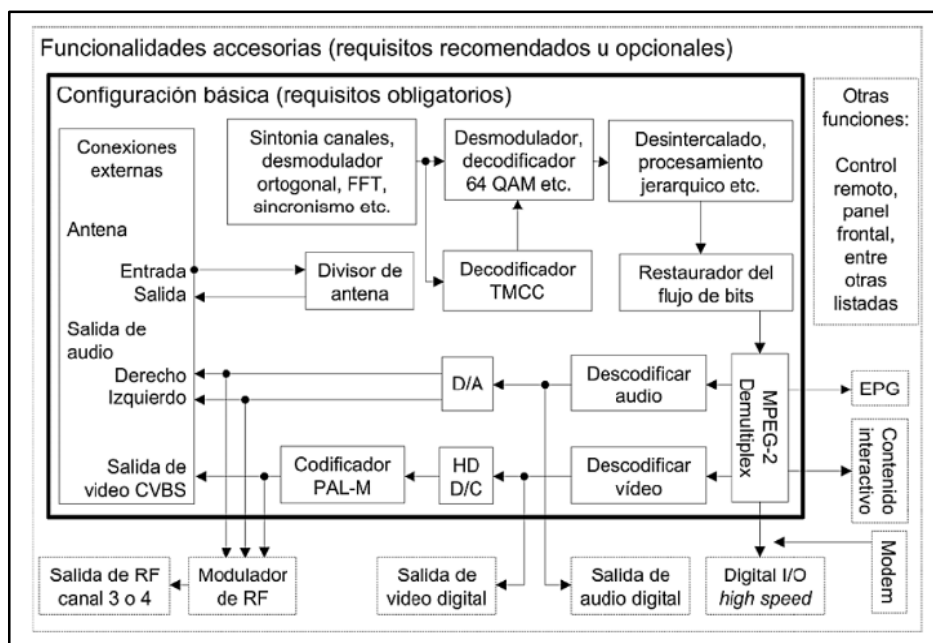 Funcionalidades accesorias (requisitos recomendados u opcionales)
Configuración básica (requisitos obligatorios)
Conexiones
externas
Antena
Entrada
Salida
Salida de
audio
Derecho
Izquierdo
Salida de
video CVBS
Sintonia canales,
desmodulador
ortogonal, FFT,
sincronismo etc.
Desmodulador,
decodificador
64 QAM etc.
Desintercalado,
procesamiento
jerarquico etc.
Divisor de
antena
Decodificador
TMCC
Restaurador del
flujo de bits
D/A
Descodificar
audio
MPEG-2
Demultiplex
Codificador
PAL-M
HD
D/C
Descodificar
vídeo
Otras
funciones:
Control
remoto,
panel
frontal,
entre
otras
listadas
EPG
Contenido
interactivo
Modem
Salida de RF
canal 3 o 4
Modulador
de RF
Salida de
video digital
Salida de
audio digital
Digital I/O
high speed